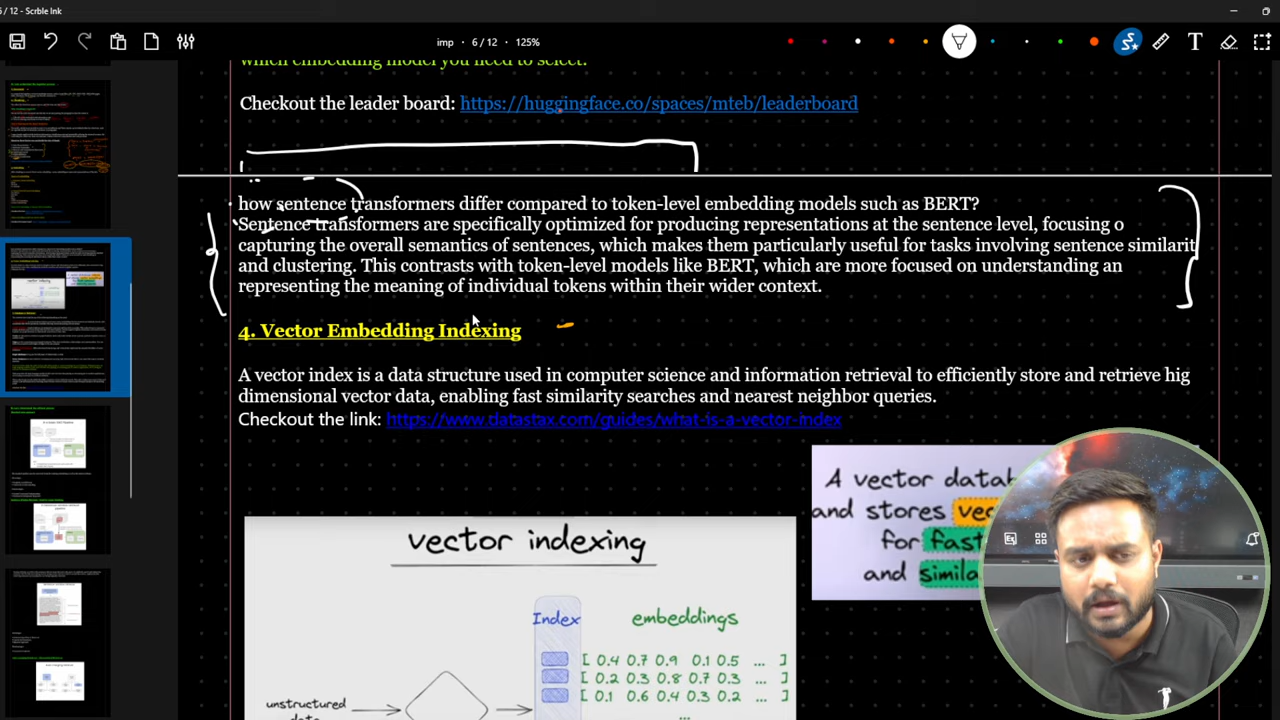 6 / 12 - Scrble Ink
imp • 6 / 12 • 125%
which embedding model you need to select.
Checkout the leader board: https://huggingface.co/spaces/mteb/leaderboard
how sentence transformers differ compared to token-level embedding models such as BERT?
Sentence transformers are specifically optimized for producing representations at the sentence level, focusing o
capturing the overall semantics of sentences, which makes them particularly useful for tasks involving sentence similarit
and clustering. This contrasts with token-level models like BERT, which are more focused on understanding an
representing the meaning of individual tokens within their wider context.
4. Vector Embedding Indexing
A vector index is a data structure used in computer science and information retrieval to efficiently store and retrieve hig
dimensional vector data, enabling fast similarity searches and nearest neighbor queries.
Checkout the link: https://www.datastax.com/guides/what-is-a-vector-index
A vector datab
and stores vec
for fast
and simila
vector indexing
Index embeddings
[ 0.4 0.7 0.9 0.1 0.5 ... ]
[ 0.2 0.3 0.8 0.7 0.3 ... ]
[ 0.1 0.6 0.4 0.3 0.2 ... ]
...
unstructured
data